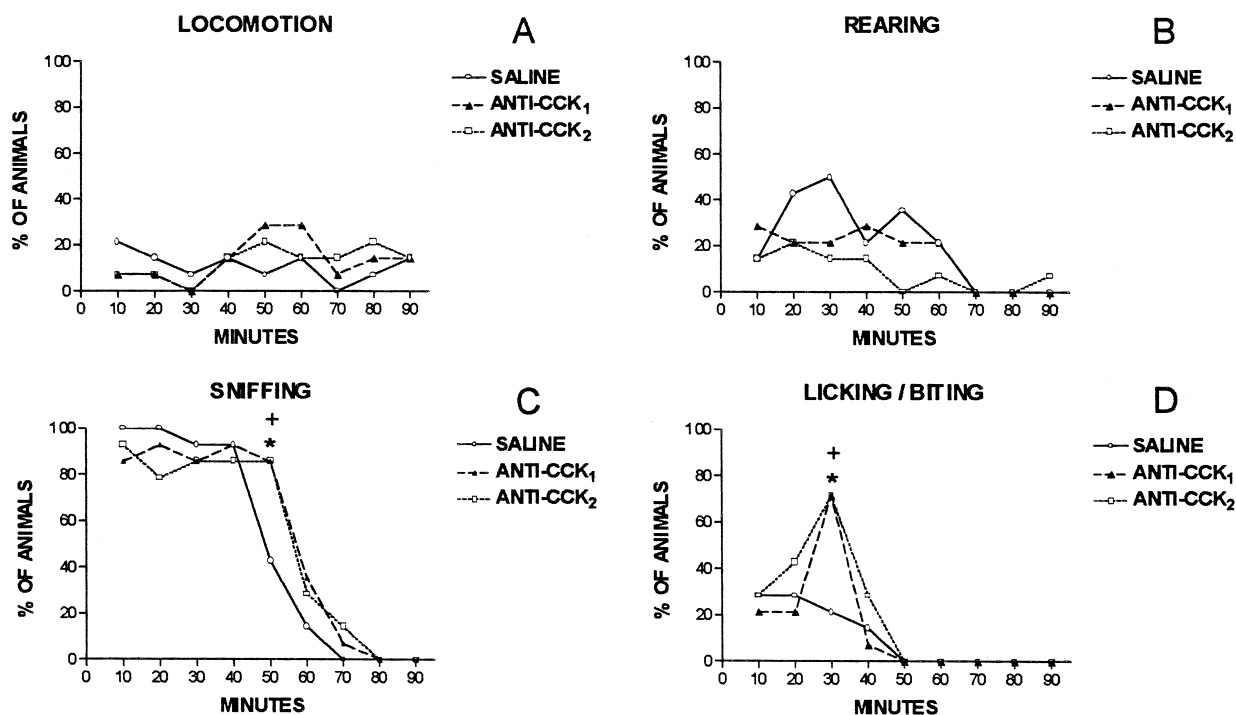 LOCOMOTION
A
SALINE
ANTI-CCK1
ANTI-CCK2
% OF ANIMALS
100
80
60
40
20
0
0 10 20 30 40 50 60 70 80 90
MINUTES
REARING
B
SALINE
ANTI-CCK1
ANTI-CCK2
% OF ANIMALS
100
80
60
40
20
0
0 10 20 30 40 50 60 70 80 90
MINUTES
SNIFFING
C
+
*
SALINE
ANTI-CCK1
ANTI-CCK2
% OF ANIMALS
100
80
60
40
20
0
0 10 20 30 40 50 60 70 80 90
MINUTES
LICKING / BITING
D
+
*
SALINE
ANTI-CCK1
ANTI-CCK2
% OF ANIMALS
100
80
60
40
20
0
0 10 20 30 40 50 60 70 80 90
MINUTES